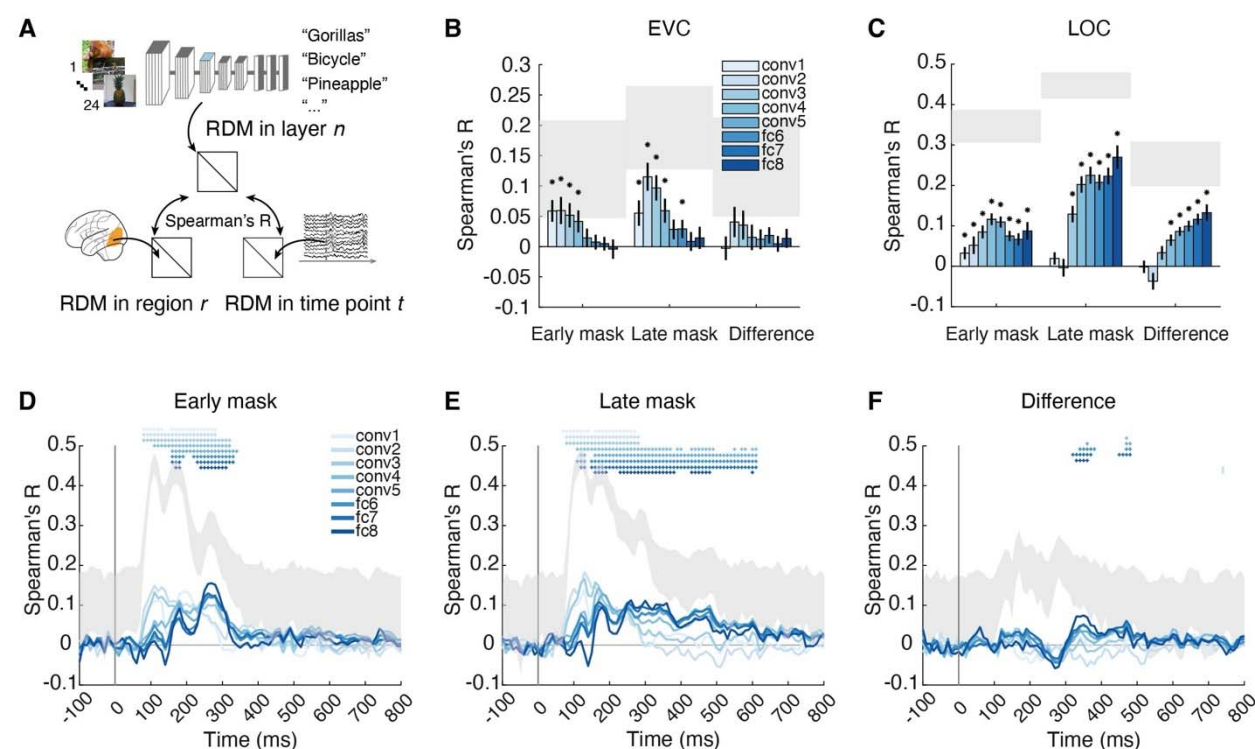 A
"Gorillas"
"Bicycle"
"Pineapple"
"..."
1
24
RDM in layer n
Spearman's R
RDM in region r RDM in time point t
B
EVC
conv1
conv2
conv3
conv4
conv5
fc6
fc7
fc8
Spearman's R
0.3
0.25
0.2
0.15
0.1
0.05
0
-0.05
-0.1
Early mask Late mask Difference
C
LOC
Spearman's R
0.5
0.4
0.3
0.2
0.1
0
-0.1
Early mask Late mask Difference
D
Early mask
conv1
conv2
conv3
conv4
conv5
fc6
fc7
fc8
Spearman's R
0.5
0.4
0.3
0.2
0.1
0
-0.1
-100 0 100 200 300 400 500 600 700 800
Time (ms)
E
Late mask
Spearman's R
0.5
0.4
0.3
0.2
0.1
0
-0.1
-100 0 100 200 300 400 500 600 700 800
Time (ms)
F
Difference
Spearman's R
0.5
0.4
0.3
0.2
0.1
0
-0.1
-100 0 100 200 300 400 500 600 700 800
Time (ms)